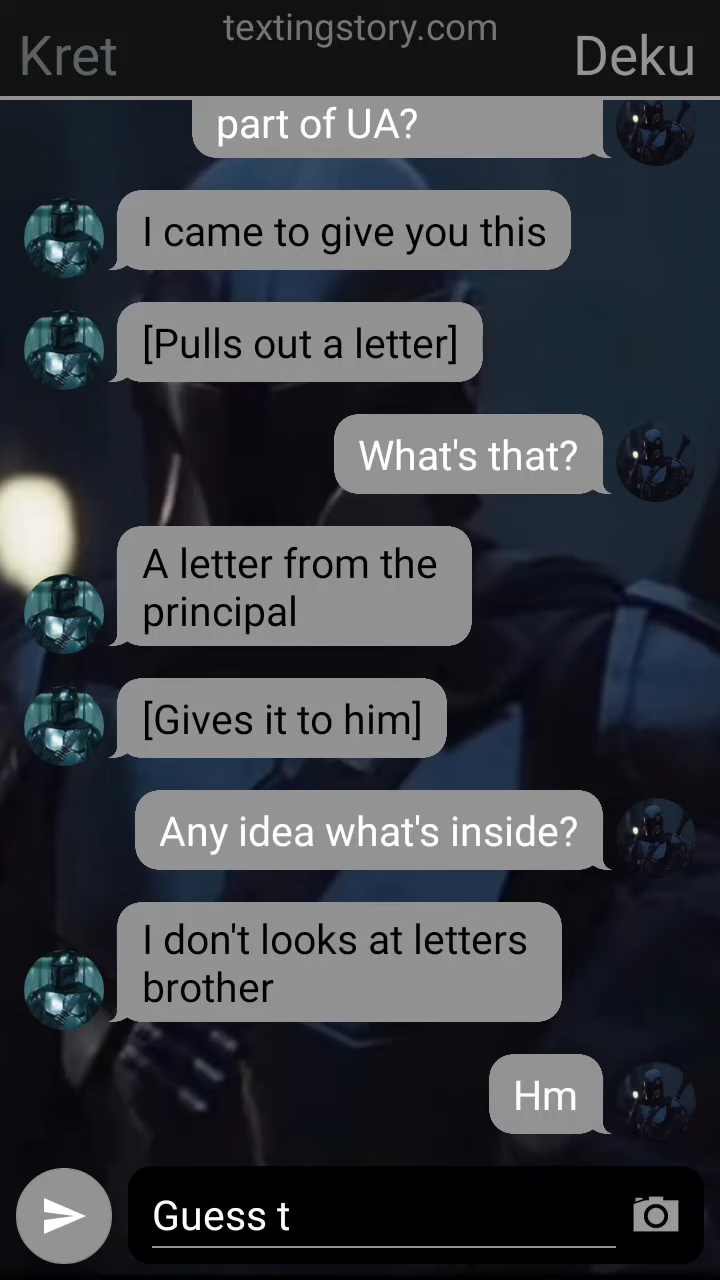 textingstory.com
Kret
Deku
part of UA?
I came to give you this
[Pulls out a letter]
What's that?
A letter from the
principal
[Gives it to him]
Any idea what's inside?
I don't looks at letters
brother
Hm
Guess t